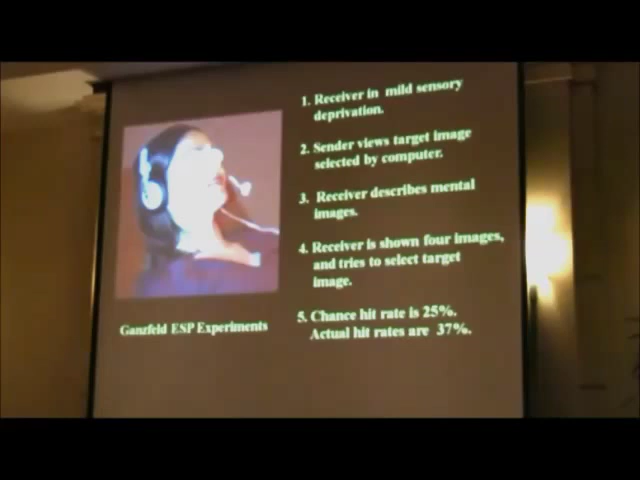 1. Receiver in mild sensory
deprivation.
2. Sender views target image
selected by computer.
3. Receiver describes mental
images.
4. Receiver is shown four images,
and tries to select target
image.
5. Chance hit rate is 25%.
Actual hit rates are 37%.
Ganzfeld ESP Experiments